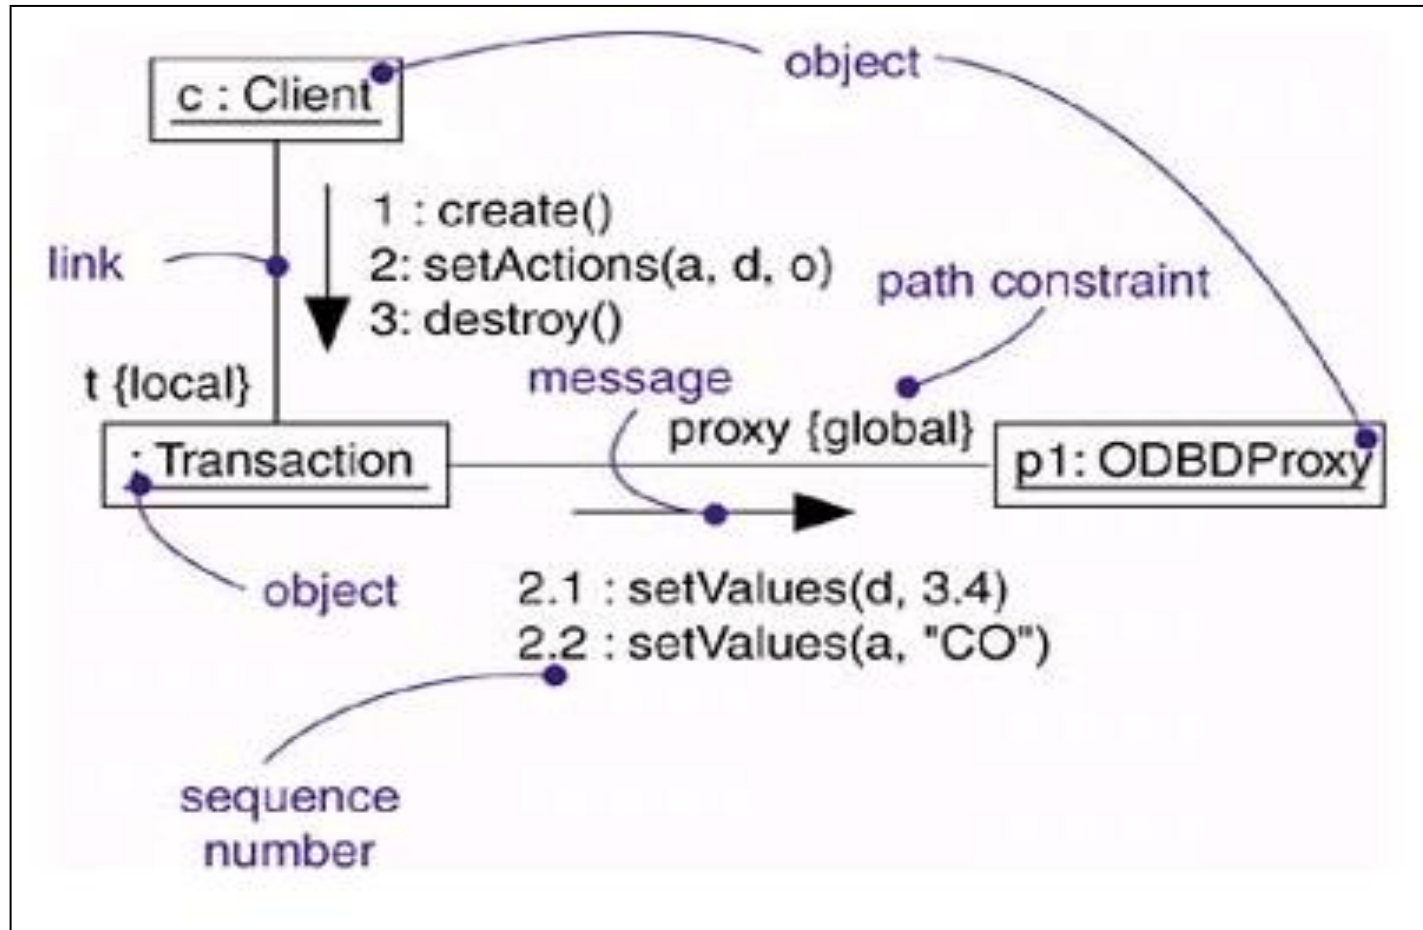 object
c : Client
1 : create()
link
2: setActions(a, d, o)
path constraint
3: destroy()
t {local}
message
proxy {global}
: Transaction
p1: ODBDProxy
object
2.1 : setValues(d, 3.4)
2.2 : setValues(a, "CO")
sequence
number